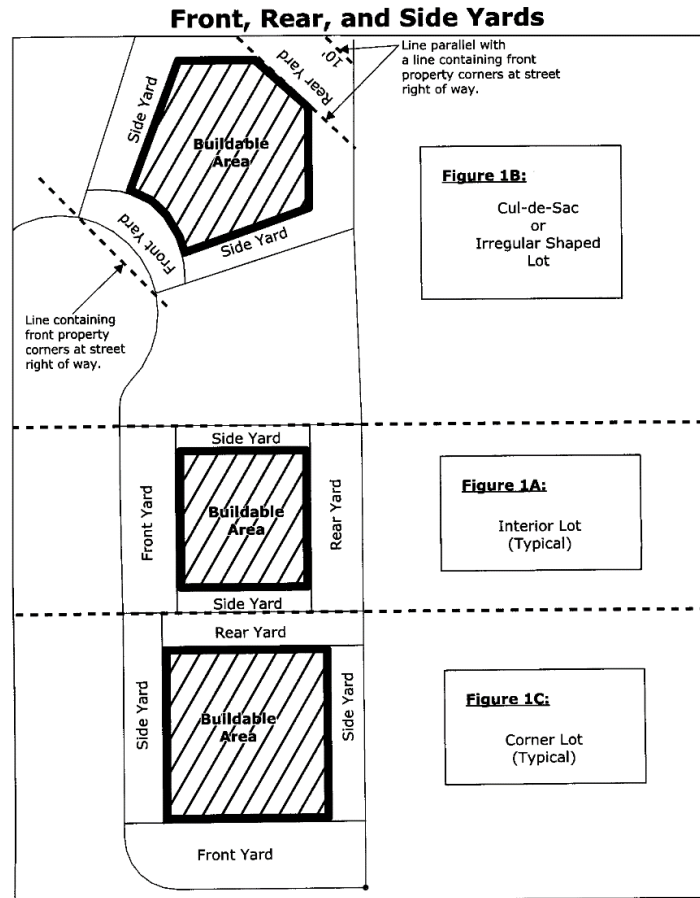 Front, Rear, and Side Yards
10'
Rear Yard
Line parallel with
a line containing front
property corners at street
right of way.
Side Yard
Buildable
Area
Front Yard
Side Yard
Line containing
front property
corners at street
right of way.
Figure 1B:
Cul-de-Sac
or
Irregular Shaped
Lot
Side Yard
Front Yard
Buildable
Area
Rear Yard
Side Yard
Figure 1A:
Interior Lot
(Typical)
Rear Yard
Side Yard
Buildable
Area
Side Yard
Front Yard
Figure 1C:
Corner Lot
(Typical)